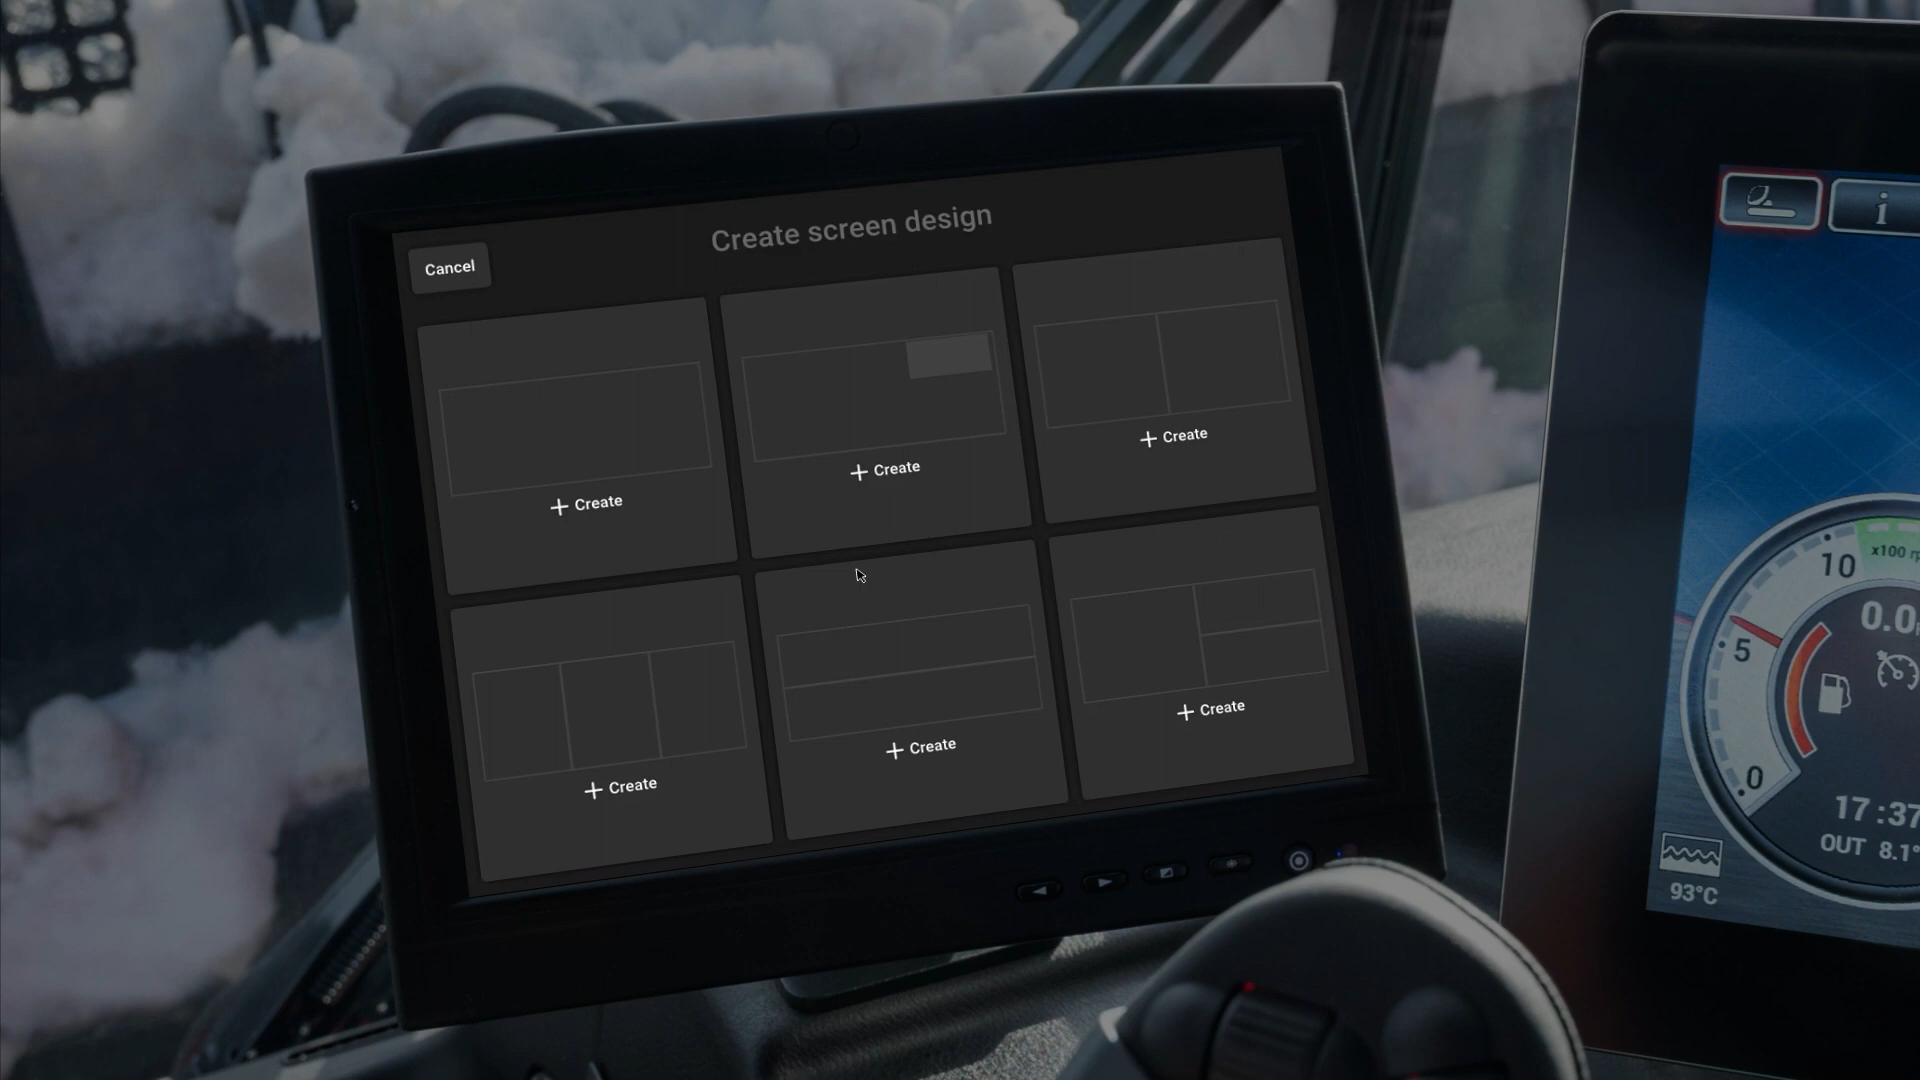 Create screen design
Cancel
+ Create
+ Create
+ Create
+ Create
+ Create
+ Create
i
10
x100
5
0.0
0
17:37
OUT 8.1°
93°C